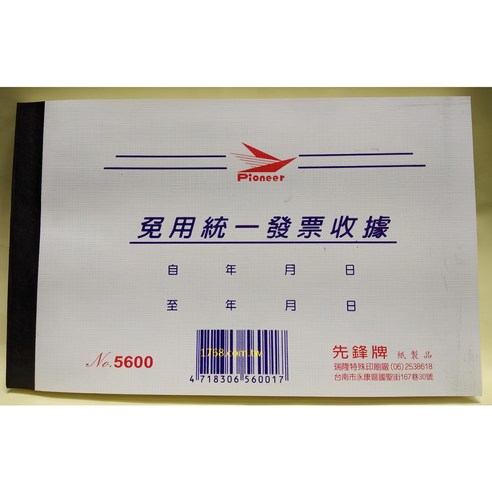 Pioneer
免用統一發票收據
自 年 月 日
至 年 月 日
No. 5600
1768.com.tw
4 718306 560017
先鋒牌 紙製品
瑞隆特殊印刷廠 (06)2538618
台南市永康區國聖街167巷30號